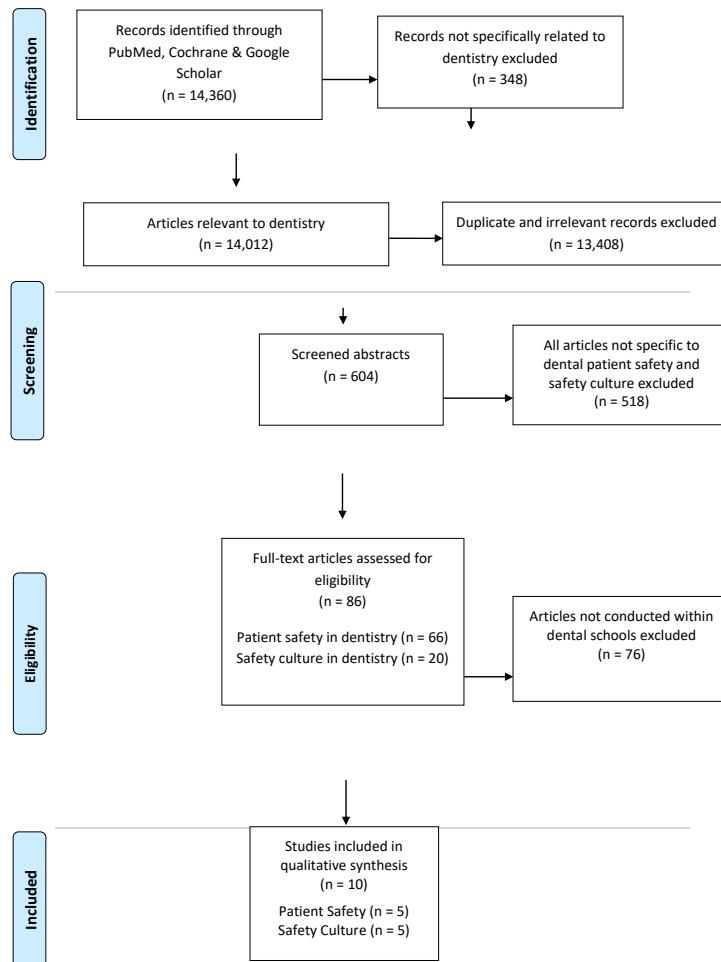 Identification
Records identified through
PubMed, Cochrane & Google
Scholar
(n = 14,360)
Records not specifically related to
dentistry excluded
(n = 348)
Articles relevant to dentistry
(n = 14,012)
Duplicate and irrelevant records excluded
(n = 13,408)
Screening
Screened abstracts
(n = 604)
All articles not specific to
dental patient safety and
safety culture excluded
(n = 518)
Eligibility
Full-text articles assessed for
eligibility
(n = 86)
Patient safety in dentistry (n = 66)
Safety culture in dentistry (n = 20)
Articles not conducted within
dental schools excluded
(n = 76)
Included
Studies included in
qualitative synthesis
(n = 10)
Patient Safety (n = 5)
Safety Culture (n = 5)